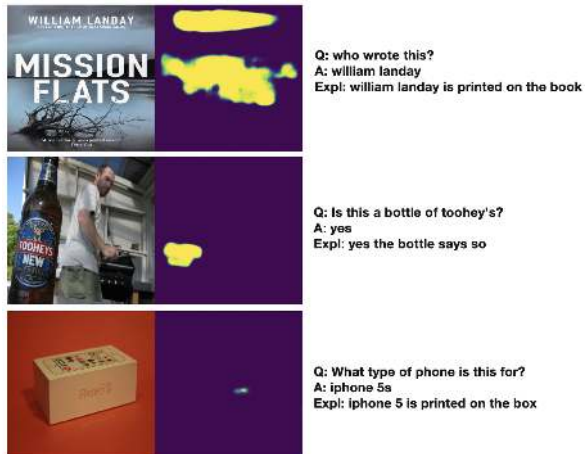 WILLIAM LANDAY
MISSION
FLATS
Q: who wrote this?
A: william landay
Expl: william landay is printed on the book
TOOHEYS
NEW
Q: Is this a bottle of toohey's?
A: yes
Expl: yes the bottle says so
Q: What type of phone is this for?
A: iphone 5s
Expl: iphone 5 is printed on the box